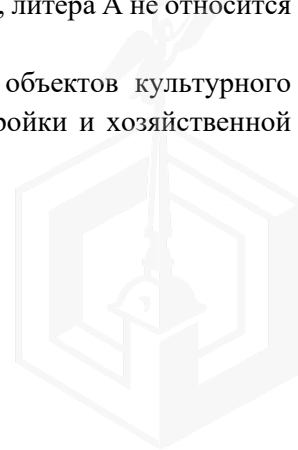 , литера А не относится
объектов культурного
ройки и хозяйственной